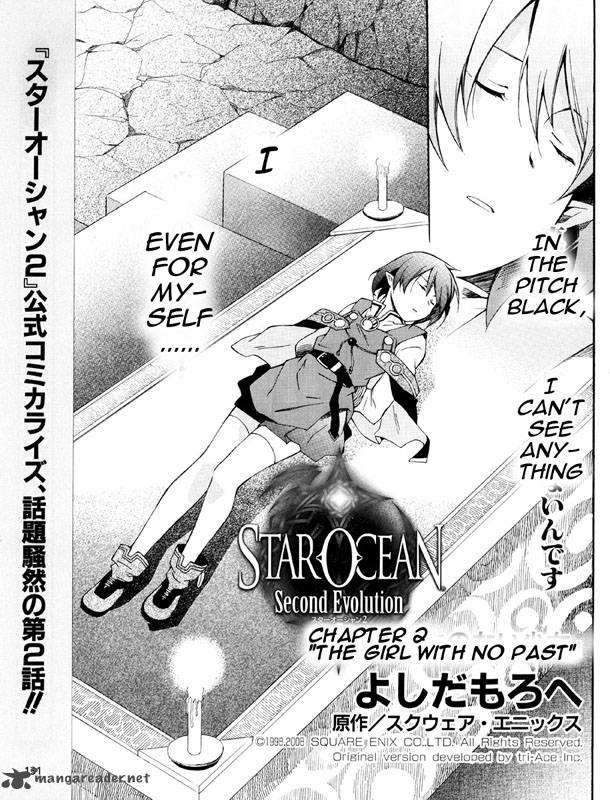 IN
THE
PITCH
BLACK,
I
CAN'T
SEE
ANY-
THING
いんです
I
EVEN
FOR
MY-
SELF
......
『スターオーシャン2』公式コミカライズ、話題騒然の第2話!!
STAR OCEAN
Second Evolution
スターオーシャン2
CHAPTER 2
"THE GIRL WITH NO PAST"
よしだもろへ
原作/スクウェア・エニックス
©1998,2008 SQUARE ENIX CO.,LTD. All Rights Reserved.
Original version developed by tri-Ace Inc.
131
mangareader.net